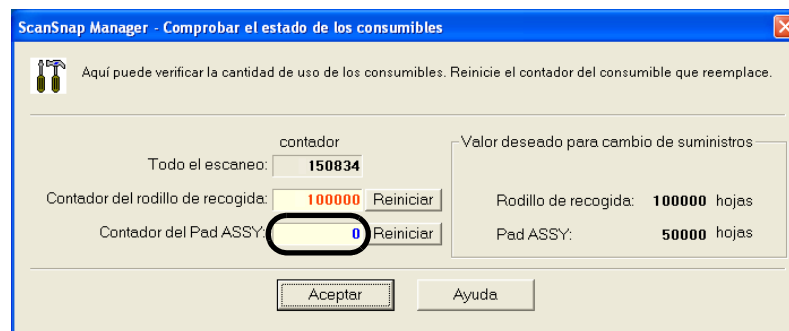 ScanSnap Manager - Comprobar el estado de los consumibles
Aquí puede verificar la cantidad de uso de los consumibles. Reinicie el contador del consumible que reemplace.
contador
Todo el escaneo: 150834
Contador del rodillo de recogida: 100000 Reiniciar
Contador del Pad ASSY: 0 Reiniciar
Valor deseado para cambio de suministros
Rodillo de recogida: 100000 hojas
Pad ASSY: 50000 hojas
Aceptar Ayuda